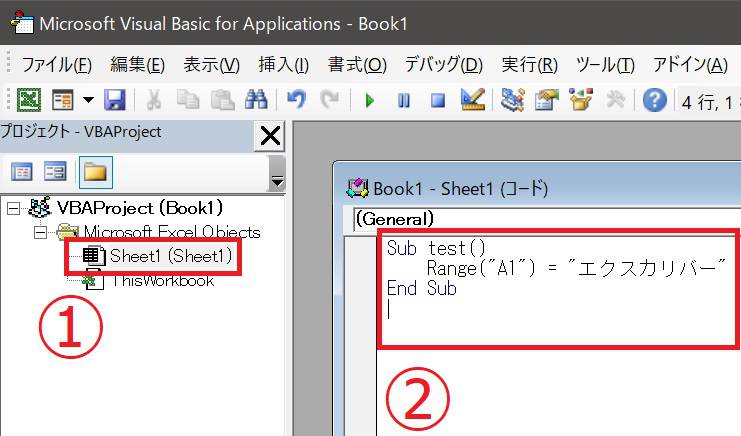 Microsoft Visual Basic for Applications - Book1
ファイル(F) 編集(E) 表示(V) 挿入(I) 書式(O) デバッグ(D) 実行(R) ツール(T) アドイン(A)
4 行, 1
プロジェクト - VBAProject
VBAProject (Book1)
Microsoft Excel Objects
Sheet1 (Sheet1)
ThisWorkbook
①
Book1 - Sheet1 (コード)
(General)
Sub test()
Range("A1") = "エクスカリバー"
End Sub
②